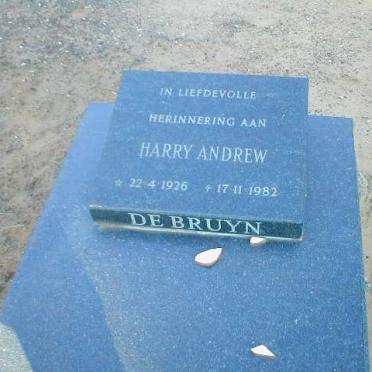 IN LIEFDEVOLLE
HERINNERING AAN
HARRY ANDREW
☆ 22·4·1926 ✝ 17·11·1982
DE BRUYN